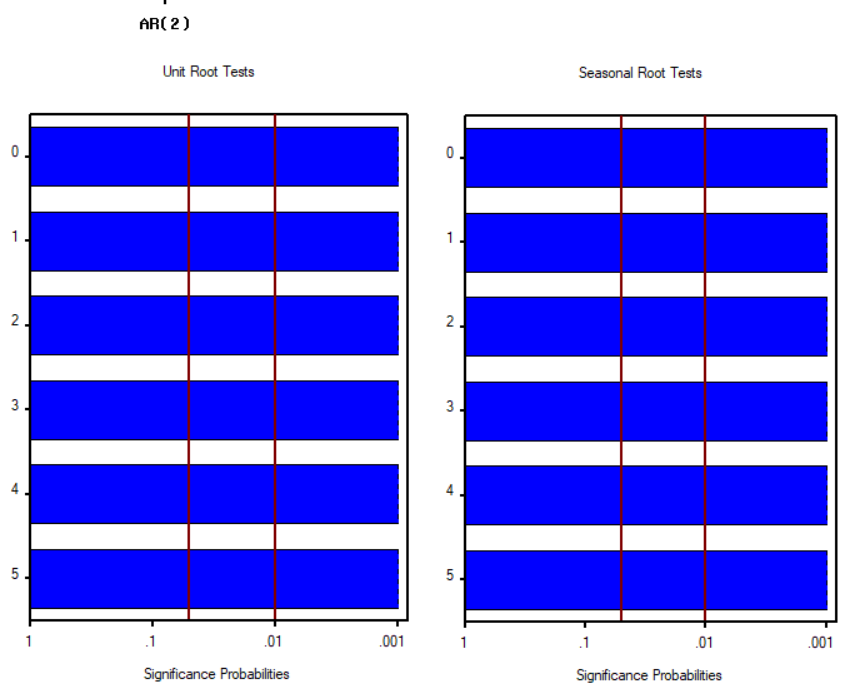 AR(2)
Unit Root Tests
0
1
2
3
4
5
1 .1 .01 .001
Significance Probabilities
Seasonal Root Tests
0
1
2
3
4
5
1 .1 .01 .001
Significance Probabilities